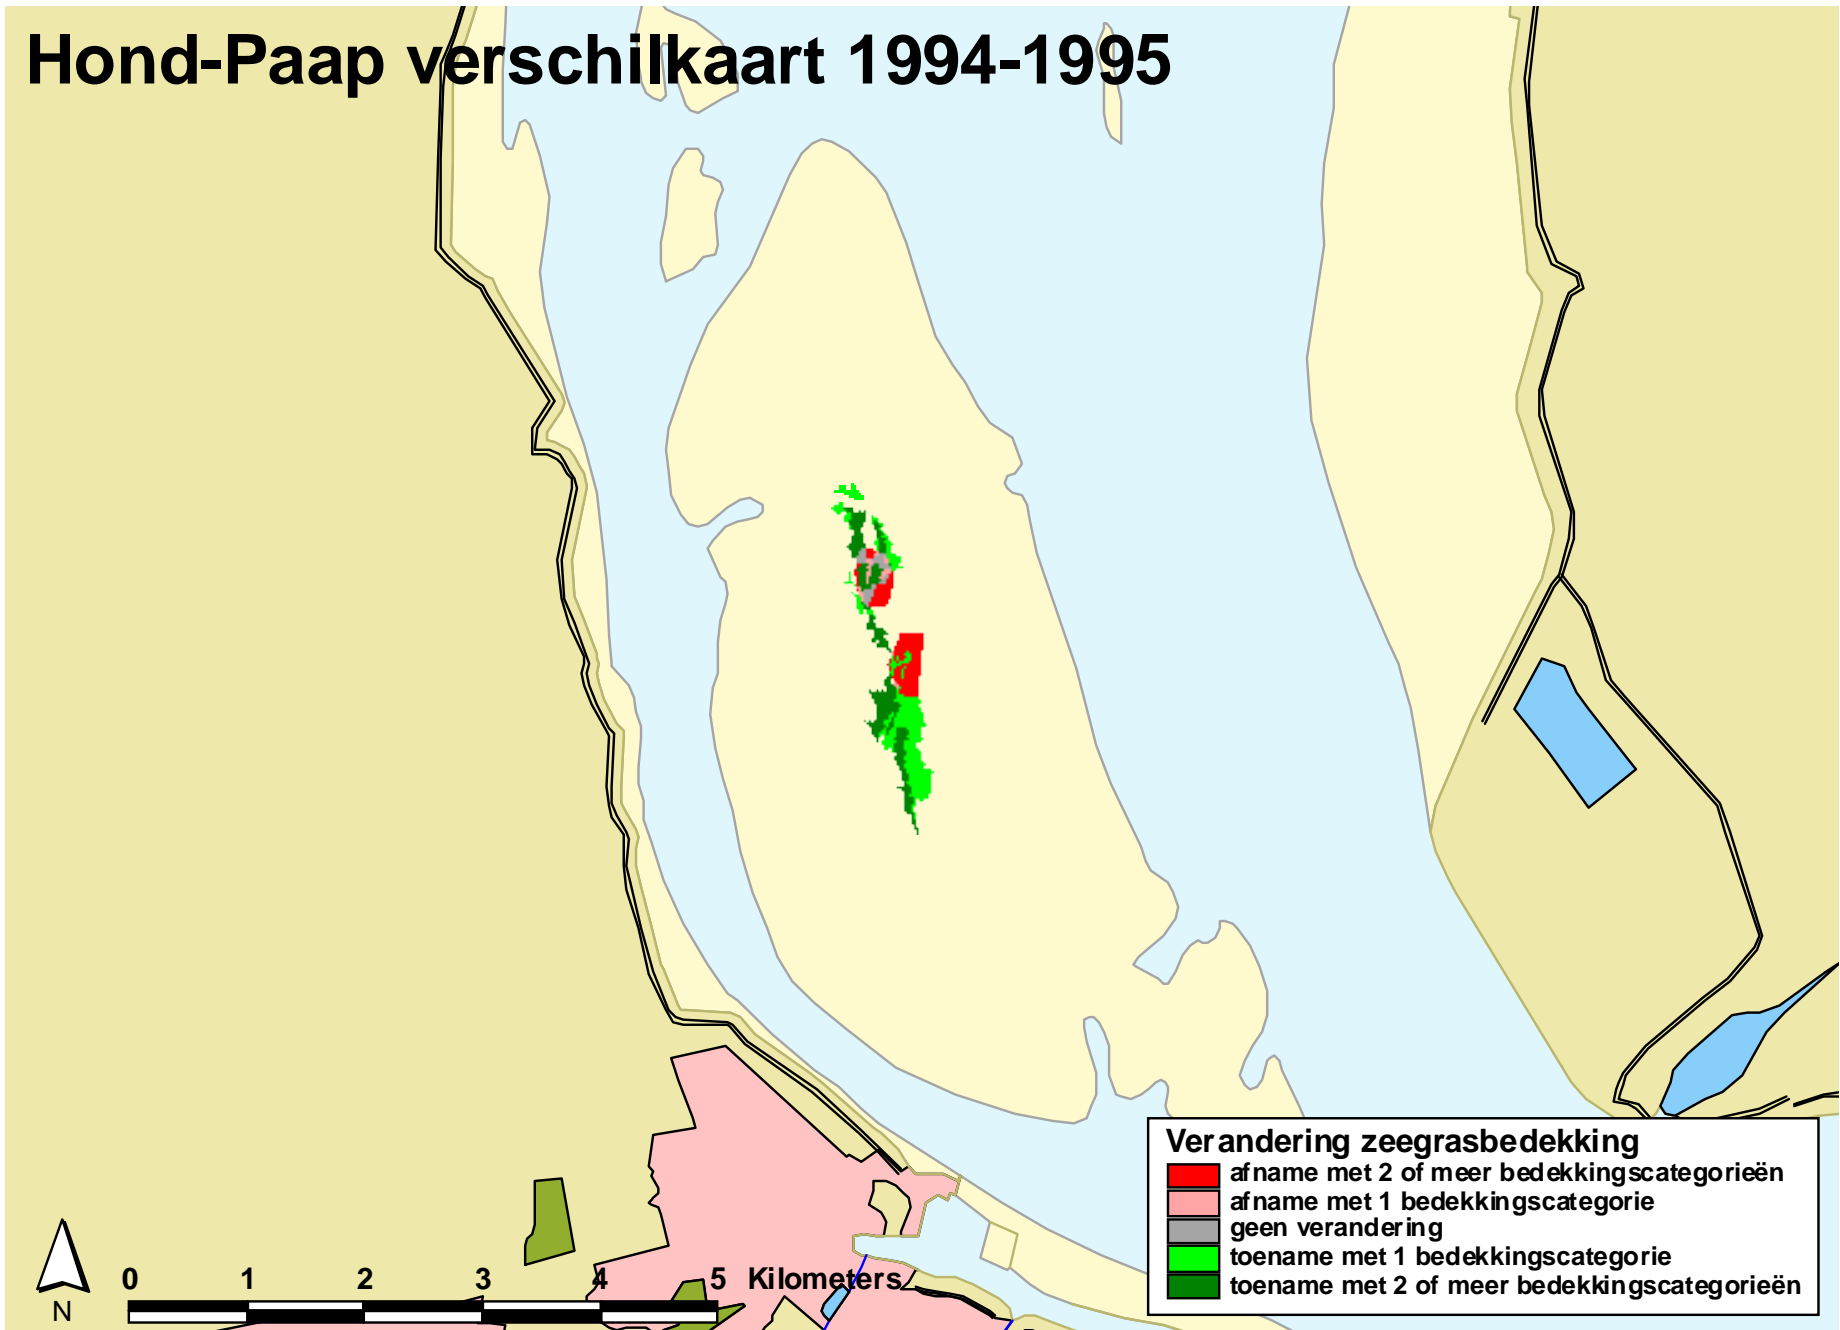 Hond-Paap verschilkaart 1994-1995
Verandering zeegrasbedekking
afname met 2 of meer bedekkingscategorieën
afname met 1 bedekkingscategorie
geen verandering
toename met 1 bedekkingscategorie
toename met 2 of meer bedekkingscategorieën
0 1 2 3 4 5 Kilometers
N